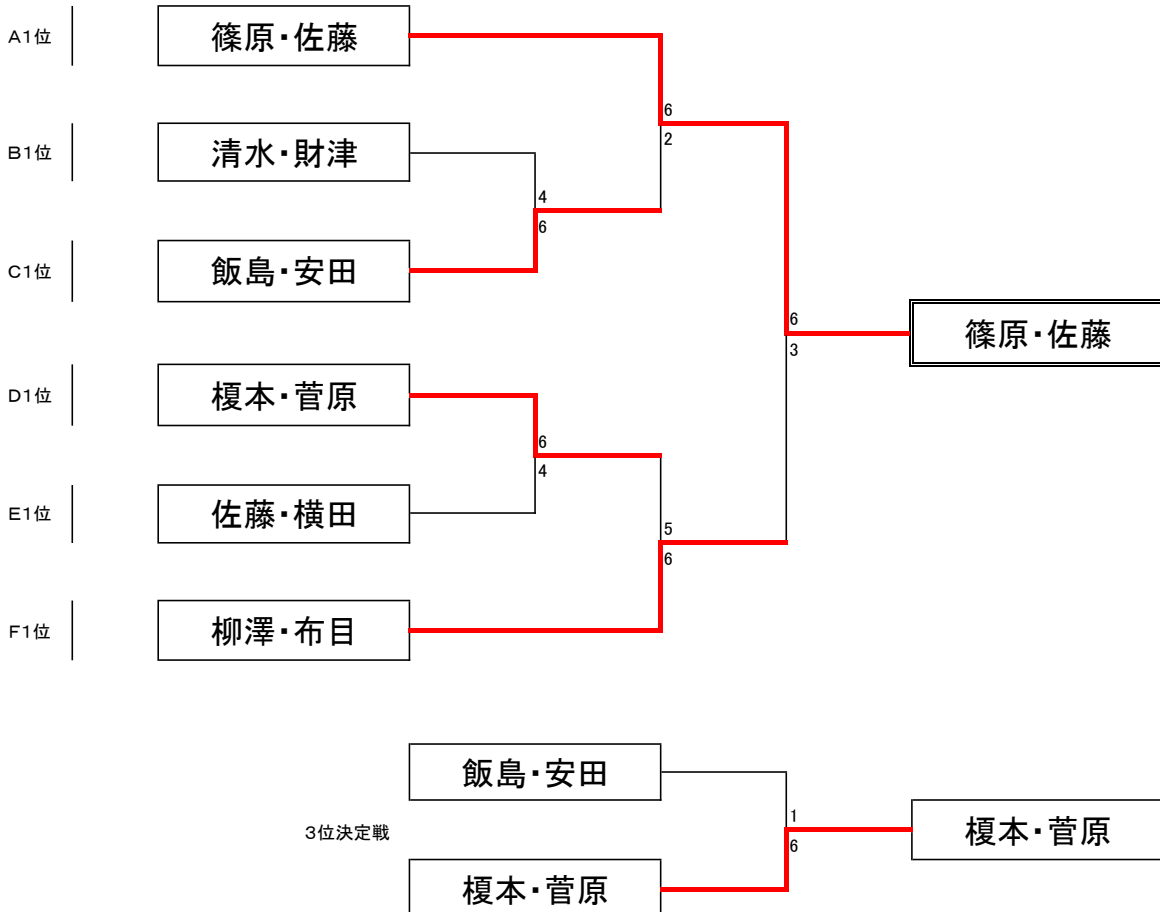 A1位
篠原・佐藤
6
2
B1位
清水・財津
4
6
C1位
飯島・安田
6
3
篠原・佐藤
D1位
榎本・菅原
6
4
E1位
佐藤・横田
5
6
F1位
柳澤・布目
飯島・安田
3位決定戦
1
6
榎本・菅原
榎本・菅原